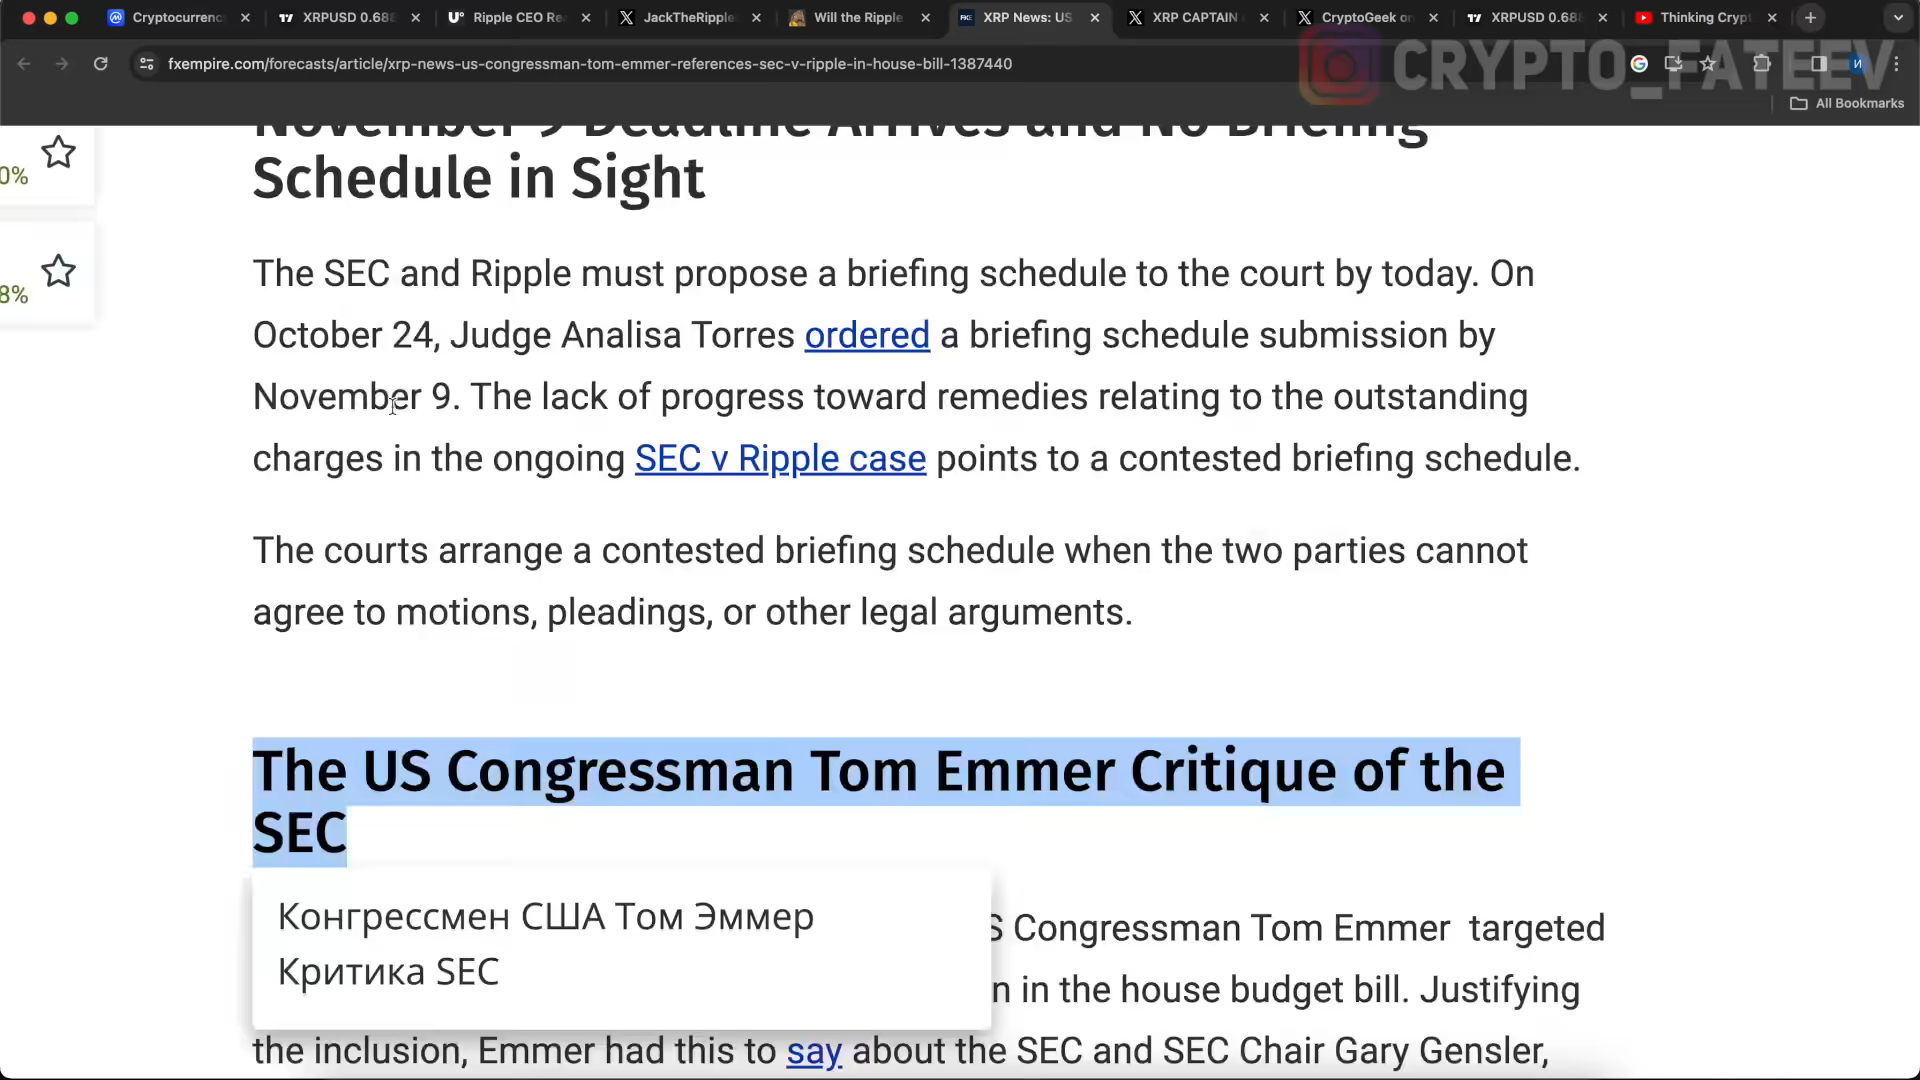 Cryptocurrenc
XRPUSD 0.68
Ripple CEO Re
JackTheRipple
Will the Ripple
XRP News: US
XRP CAPTAIN
CryptoGeek on
XRPUSD 0.68
Thinking Crypt
fxempire.com/forecasts/article/xrp-news-us-congressman-tom-emmer-references-sec-v-ripple-in-house-bill-1387440
CRYPTO_FATEEV
All Bookmarks
0%
8%
November 9 Deadline Arrives and No Briefing
Schedule in Sight
The SEC and Ripple must propose a briefing schedule to the court by today. On
October 24, Judge Analisa Torres ordered a briefing schedule submission by
November 9. The lack of progress toward remedies relating to the outstanding
charges in the ongoing SEC v Ripple case points to a contested briefing schedule.
The courts arrange a contested briefing schedule when the two parties cannot
agree to motions, pleadings, or other legal arguments.
The US Congressman Tom Emmer Critique of the
SEC
Конгрессмен США Том Эммер
Критика SEC
S Congressman Tom Emmer targeted
n in the house budget bill. Justifying
the inclusion, Emmer had this to say about the SEC and SEC Chair Gary Gensler,